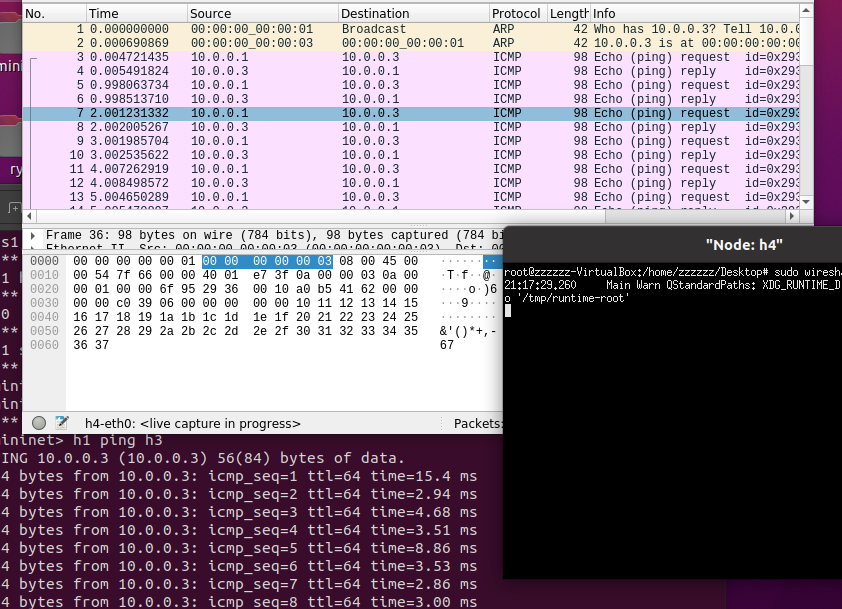 No. Time Source Destination Protocol Length Info
1 0.000000000 00:00:00_00:00:01 Broadcast ARP 42 Who has 10.0.0.3? Tell 10.0.0
2 0.000690869 00:00:00_00:00:03 00:00:00_00:00:01 ARP 42 10.0.0.3 is at 00:00:00:00:00
3 0.004721435 10.0.0.1 10.0.0.3 ICMP 98 Echo (ping) request id=0x293
4 0.005491824 10.0.0.3 10.0.0.1 ICMP 98 Echo (ping) reply id=0x293
5 0.998063734 10.0.0.1 10.0.0.3 ICMP 98 Echo (ping) request id=0x293
6 0.998513710 10.0.0.3 10.0.0.1 ICMP 98 Echo (ping) reply id=0x293
7 2.001231332 10.0.0.1 10.0.0.3 ICMP 98 Echo (ping) request id=0x293
8 2.002005267 10.0.0.3 10.0.0.1 ICMP 98 Echo (ping) reply id=0x293
9 3.001985704 10.0.0.1 10.0.0.3 ICMP 98 Echo (ping) request id=0x293
10 3.002535622 10.0.0.3 10.0.0.1 ICMP 98 Echo (ping) reply id=0x293
11 4.007262919 10.0.0.1 10.0.0.3 ICMP 98 Echo (ping) request id=0x293
12 4.008498572 10.0.0.3 10.0.0.1 ICMP 98 Echo (ping) reply id=0x293
13 5.004650289 10.0.0.1 10.0.0.3 ICMP 98 Echo (ping) request id=0x293
Frame 36: 98 bytes on wire (784 bits), 98 bytes captured (784 bi
Ethernet II, Src: 00:00:00_00:00:03 (00:00:00:00:00:03), Dst:
0000 00 00 00 00 00 01 00 00 00 00 00 03 08 00 45 00
0010 00 54 7f 66 00 00 40 01 e7 3f 0a 00 00 03 0a 00 ·Tf··@·
0020 00 01 00 00 6f 95 29 36 00 10 a0 b5 41 62 00 00 ····o·)6
0030 00 00 c0 39 06 00 00 00 00 00 10 11 12 13 14 15 ···9····
0040 16 17 18 19 1a 1b 1c 1d 1e 1f 20 21 22 23 24 25 ········
0050 26 27 28 29 2a 2b 2c 2d 2e 2f 30 31 32 33 34 35 &'()*+,-
0060 36 37 67
h4-eth0: <live capture in progress> Packets:
"Node: h4"
root@zzzzzz-VirtualBox:/home/zzzzzz/Desktop# sudo wiresha
21:17:29.260 Main Warn QStandardPaths: XDG_RUNTIME_D
o '/tmp/runtime-root'
mini
ry
s1
**
1 h
**
0
**
1 s
**
ini
ini
**
ininet> h1 ping h3
ING 10.0.0.3 (10.0.0.3) 56(84) bytes of data.
4 bytes from 10.0.0.3: icmp_seq=1 ttl=64 time=15.4 ms
4 bytes from 10.0.0.3: icmp_seq=2 ttl=64 time=2.94 ms
4 bytes from 10.0.0.3: icmp_seq=3 ttl=64 time=4.68 ms
4 bytes from 10.0.0.3: icmp_seq=4 ttl=64 time=3.51 ms
4 bytes from 10.0.0.3: icmp_seq=5 ttl=64 time=8.86 ms
4 bytes from 10.0.0.3: icmp_seq=6 ttl=64 time=3.53 ms
4 bytes from 10.0.0.3: icmp_seq=7 ttl=64 time=2.86 ms
4 bytes from 10.0.0.3: icmp_seq=8 ttl=64 time=3.00 ms